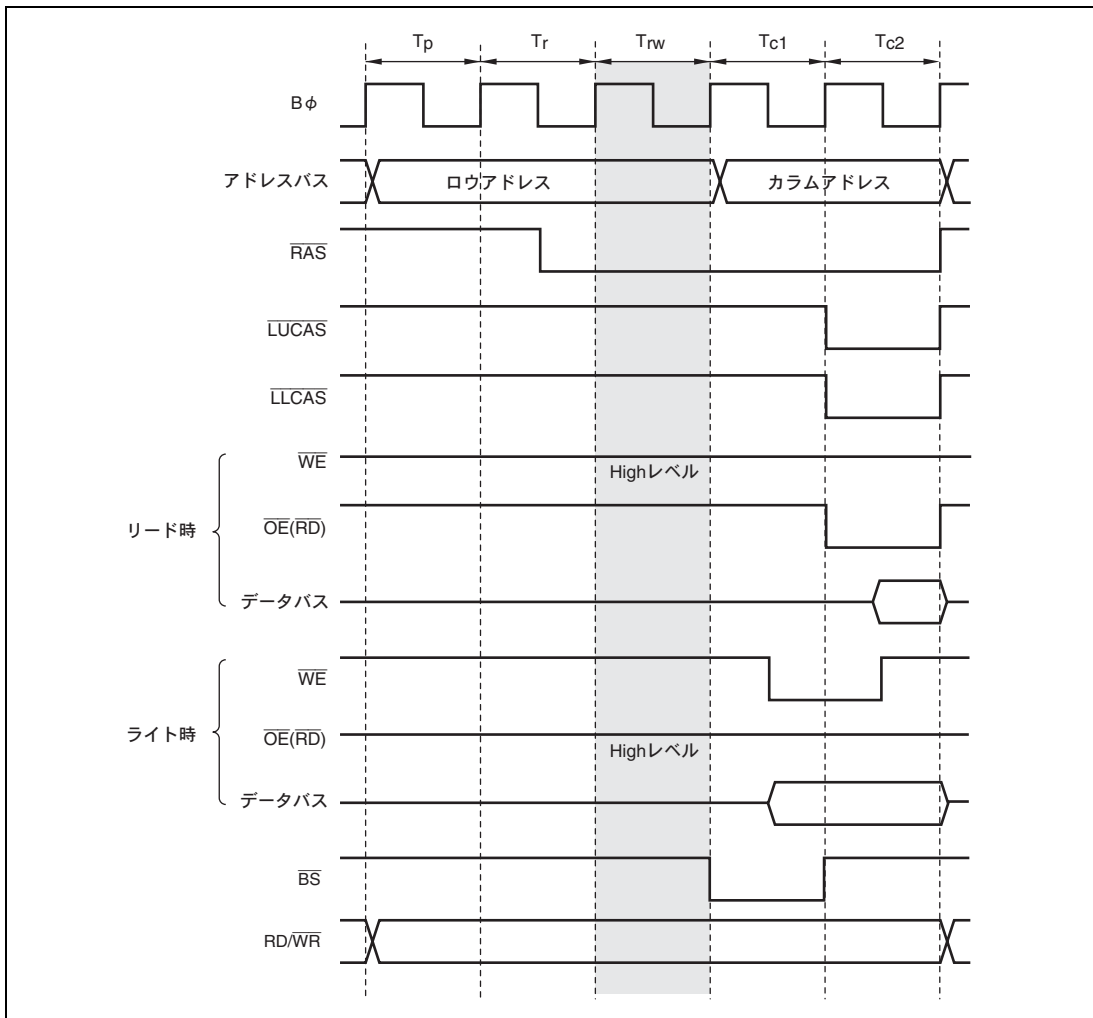 Tp Tr Trw Tc1 Tc2
Bφ
アドレスバス ロウアドレス カラムアドレス
RAS
LUCAS
LLCAS
WE Highレベル
リード時 OE(RD)
データバス
WE
ライト時 OE(RD) Highレベル
データバス
BS
RD/WR